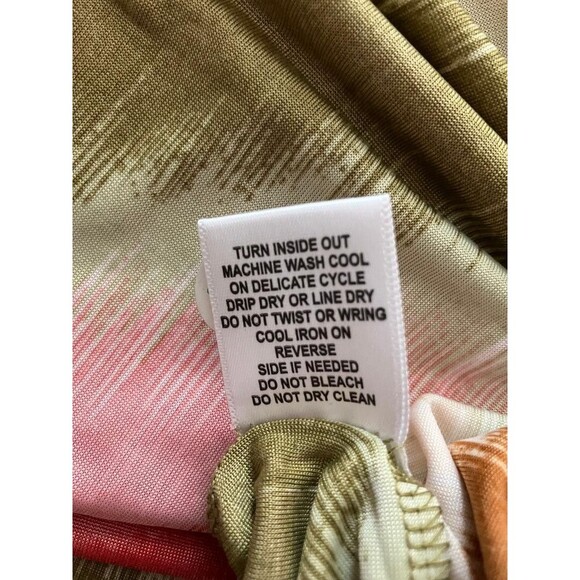 TURN INSIDE OUT
MACHINE WASH COOL
ON DELICATE CYCLE
DRIP DRY OR LINE DRY
DO NOT TWIST OR WRING
COOL IRON ON
REVERSE
SIDE IF NEEDED
DO NOT BLEACH
DO NOT DRY CLEAN